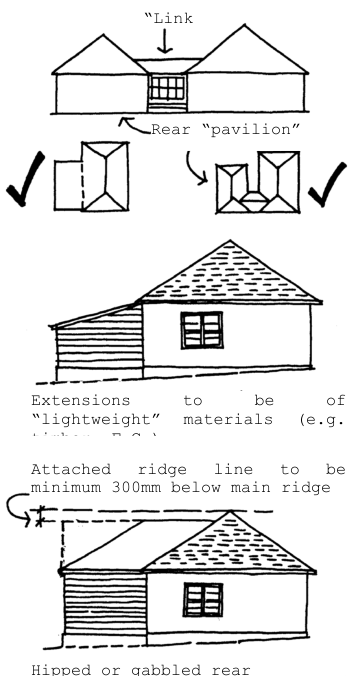 “Link
Rear “pavilion”
Extensions to be of
“lightweight” materials (e.g.
Attached ridge line to be
minimum 300mm below main ridge
Hipped or gabbled rear